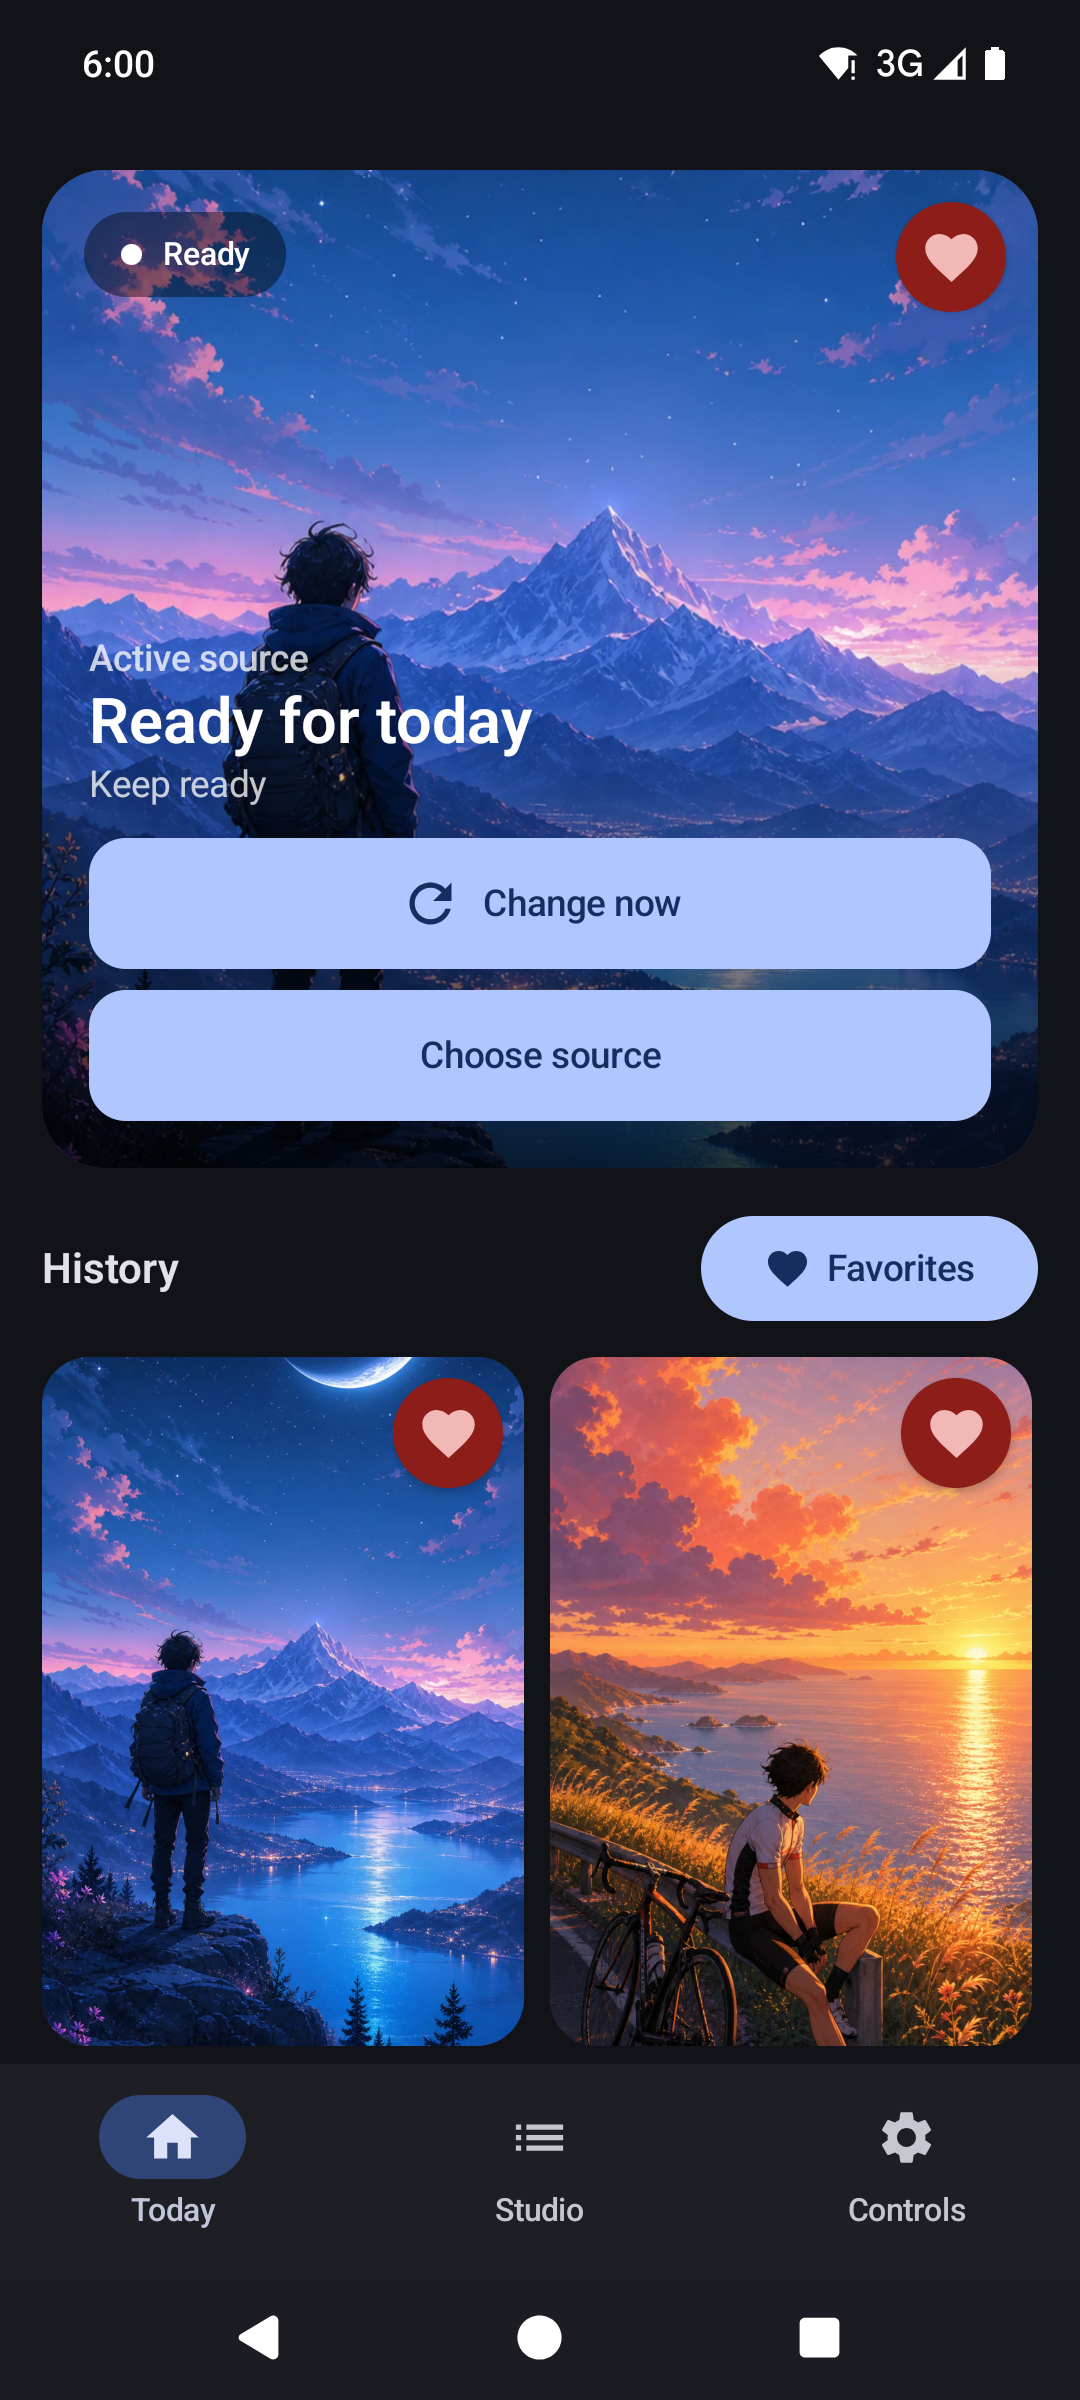 6:00
3G
Ready
Active source
Ready for today
Keep ready
Change now
Choose source
History
Favorites
Today
Studio
Controls